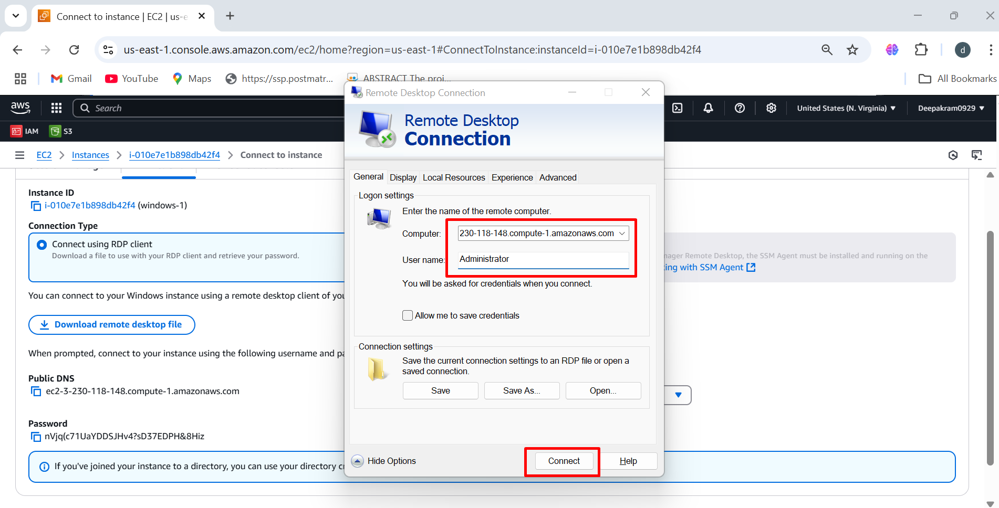 Connect to instance | EC2 | us-e
us-east-1.console.aws.amazon.com/ec2/home?region=us-east-1#ConnectToInstance:instanceId=i-010e7e1b898db42f4
d
Gmail
YouTube
Maps
https://ssp.postmatr...
ABSTRACT The proj...
All Bookmarks
aws
Search
United States (N. Virginia)
Deepakram0929
IAM
S3
EC2
Instances
i-010e7e1b898db42f4
Connect to instance
Instance ID
i-010e7e1b898db42f4 (windows-1)
Connection Type
Connect using RDP client
Download a file to use with your RDP client and retrieve your password.
nager Remote Desktop, the SSM Agent must be installed and running on the
ing with SSM Agent
You can connect to your Windows instance using a remote desktop client of you
Download remote desktop file
When prompted, connect to your instance using the following username and pa
Public DNS
ec2-3-230-118-148.compute-1.amazonaws.com
Password
nVjq(c71UaYDDSJHv4?sD37EDPH&8Hiz
If you've joined your instance to a directory, you can use your directory cr
Remote Desktop Connection
Remote Desktop
Connection
General
Display
Local Resources
Experience
Advanced
Logon settings
Enter the name of the remote computer.
Computer:
230-118-148.compute-1.amazonaws.com
User name:
Administrator
You will be asked for credentials when you connect.
Allow me to save credentials
Connection settings
Save the current connection settings to an RDP file or open a
saved connection.
Save
Save As...
Open...
Hide Options
Connect
Help